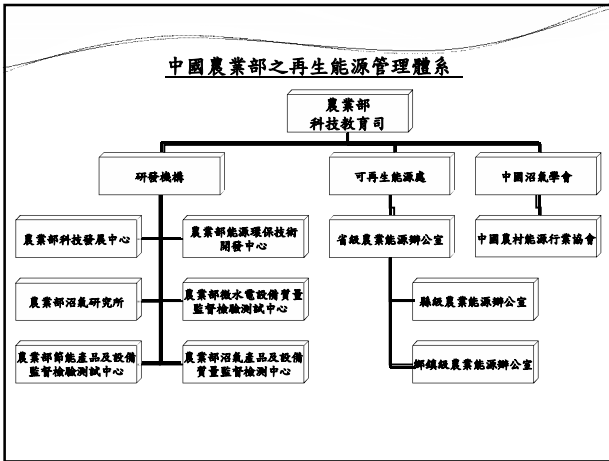 中國農業部之再生能源管理體系
農業部
科技教育司
研發機構
可再生能源處
中國沼氣學會
農業部科技發展中心
農業部能源環保技術
開發中心
省級農業能源辦公室
中國農村能源行業協會
農業部沼氣研究所
農業部微水電設備質量
監督檢驗測試中心
縣級農業能源辦公室
農業部節能產品及設備
監督檢驗測試中心
農業部沼氣產品及設備
質量監督檢測中心
鄉鎮級農業能源辦公室